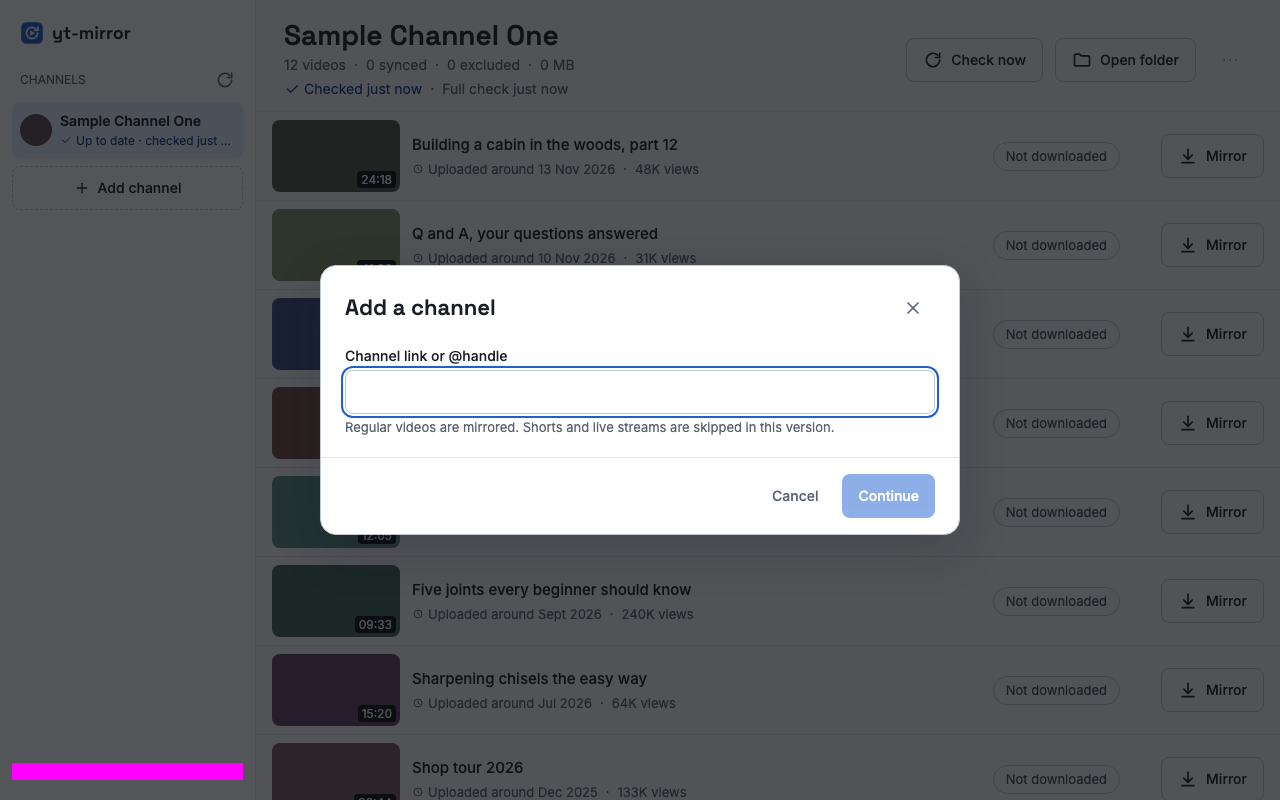 yt-mirror
CHANNELS
Sample Channel One
Up to date · checked just ...
Add channel
Sample Channel One
12 videos · 0 synced · 0 excluded · 0 MB
Checked just now · Full check just now
Check now
Open folder
...
24:18
Building a cabin in the woods, part 12
Uploaded around 13 Nov 2026 · 48K views
Not downloaded
Mirror
Q and A, your questions answered
Uploaded around 10 Nov 2026 · 31K views
Not downloaded
Mirror
Add a channel
Channel link or @handle
Regular videos are mirrored. Shorts and live streams are skipped in this version.
Cancel
Continue
Not downloaded
Mirror
Not downloaded
Mirror
12:05
Not downloaded
Mirror
09:33
Five joints every beginner should know
Uploaded around Sept 2026 · 240K views
Not downloaded
Mirror
15:20
Sharpening chisels the easy way
Uploaded around Jul 2026 · 64K views
Not downloaded
Mirror
Shop tour 2026
Uploaded around Dec 2025 · 133K views
Not downloaded
Mirror